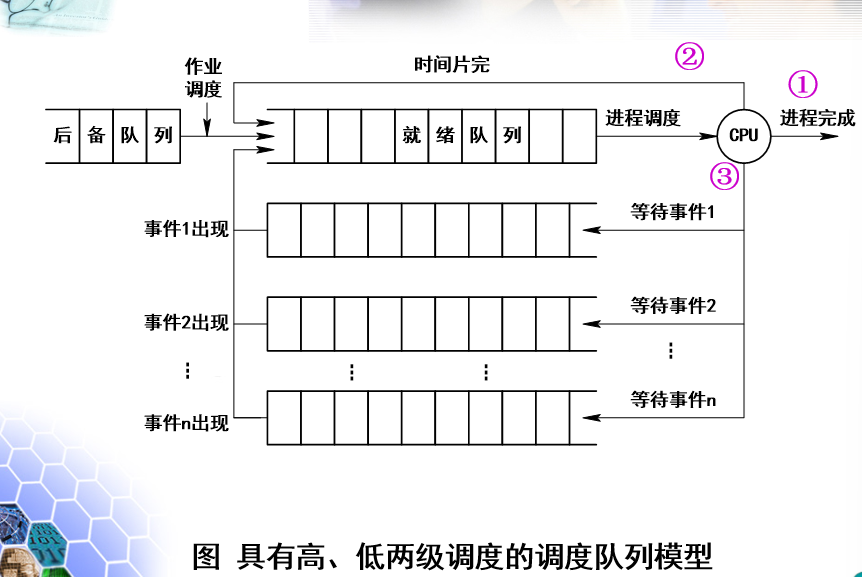 作业
调度
时间片完
②
①
后备队列
就绪队列
进程调度
CPU
进程完成
③
事件1出现
等待事件1
事件2出现
等待事件2
事件n出现
等待事件n
图 具有高、低两级调度的调度队列模型